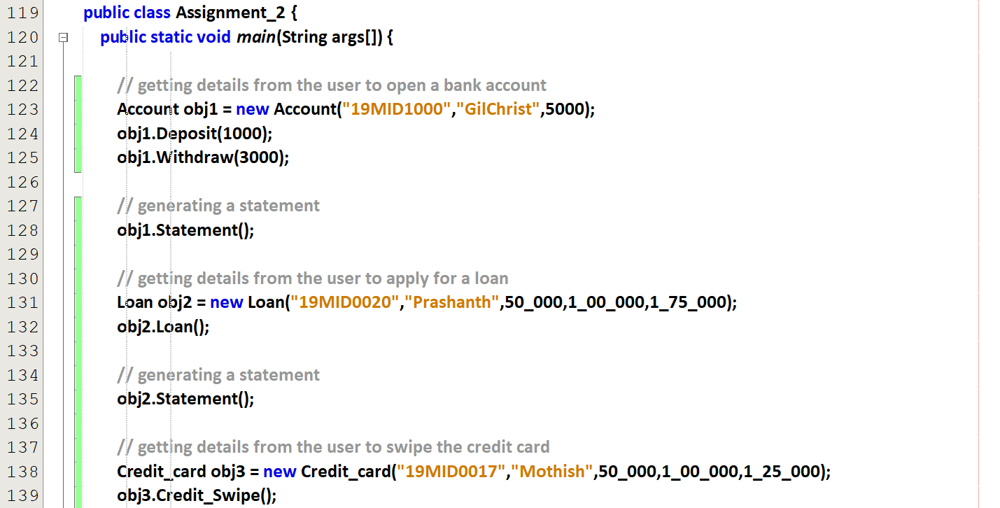 119 public class Assignment_2 {
120 public static void main(String args[]) {
121
122 // getting details from the user to open a bank account
123 Account obj1 = new Account("19MID1000","GilChrist",5000);
124 obj1.Deposit(1000);
125 obj1.Withdraw(3000);
126
127 // generating a statement
128 obj1.Statement();
129
130 // getting details from the user to apply for a loan
131 Loan obj2 = new Loan("19MID0020","Prashanth",50_000,1_00_000,1_75_000);
132 obj2.Loan();
133
134 // generating a statement
135 obj2.Statement();
136
137 // getting details from the user to swipe the credit card
138 Credit_card obj3 = new Credit_card("19MID0017","Mothish",50_000,1_00_000,1_25_000);
139 obj3.Credit_Swipe();